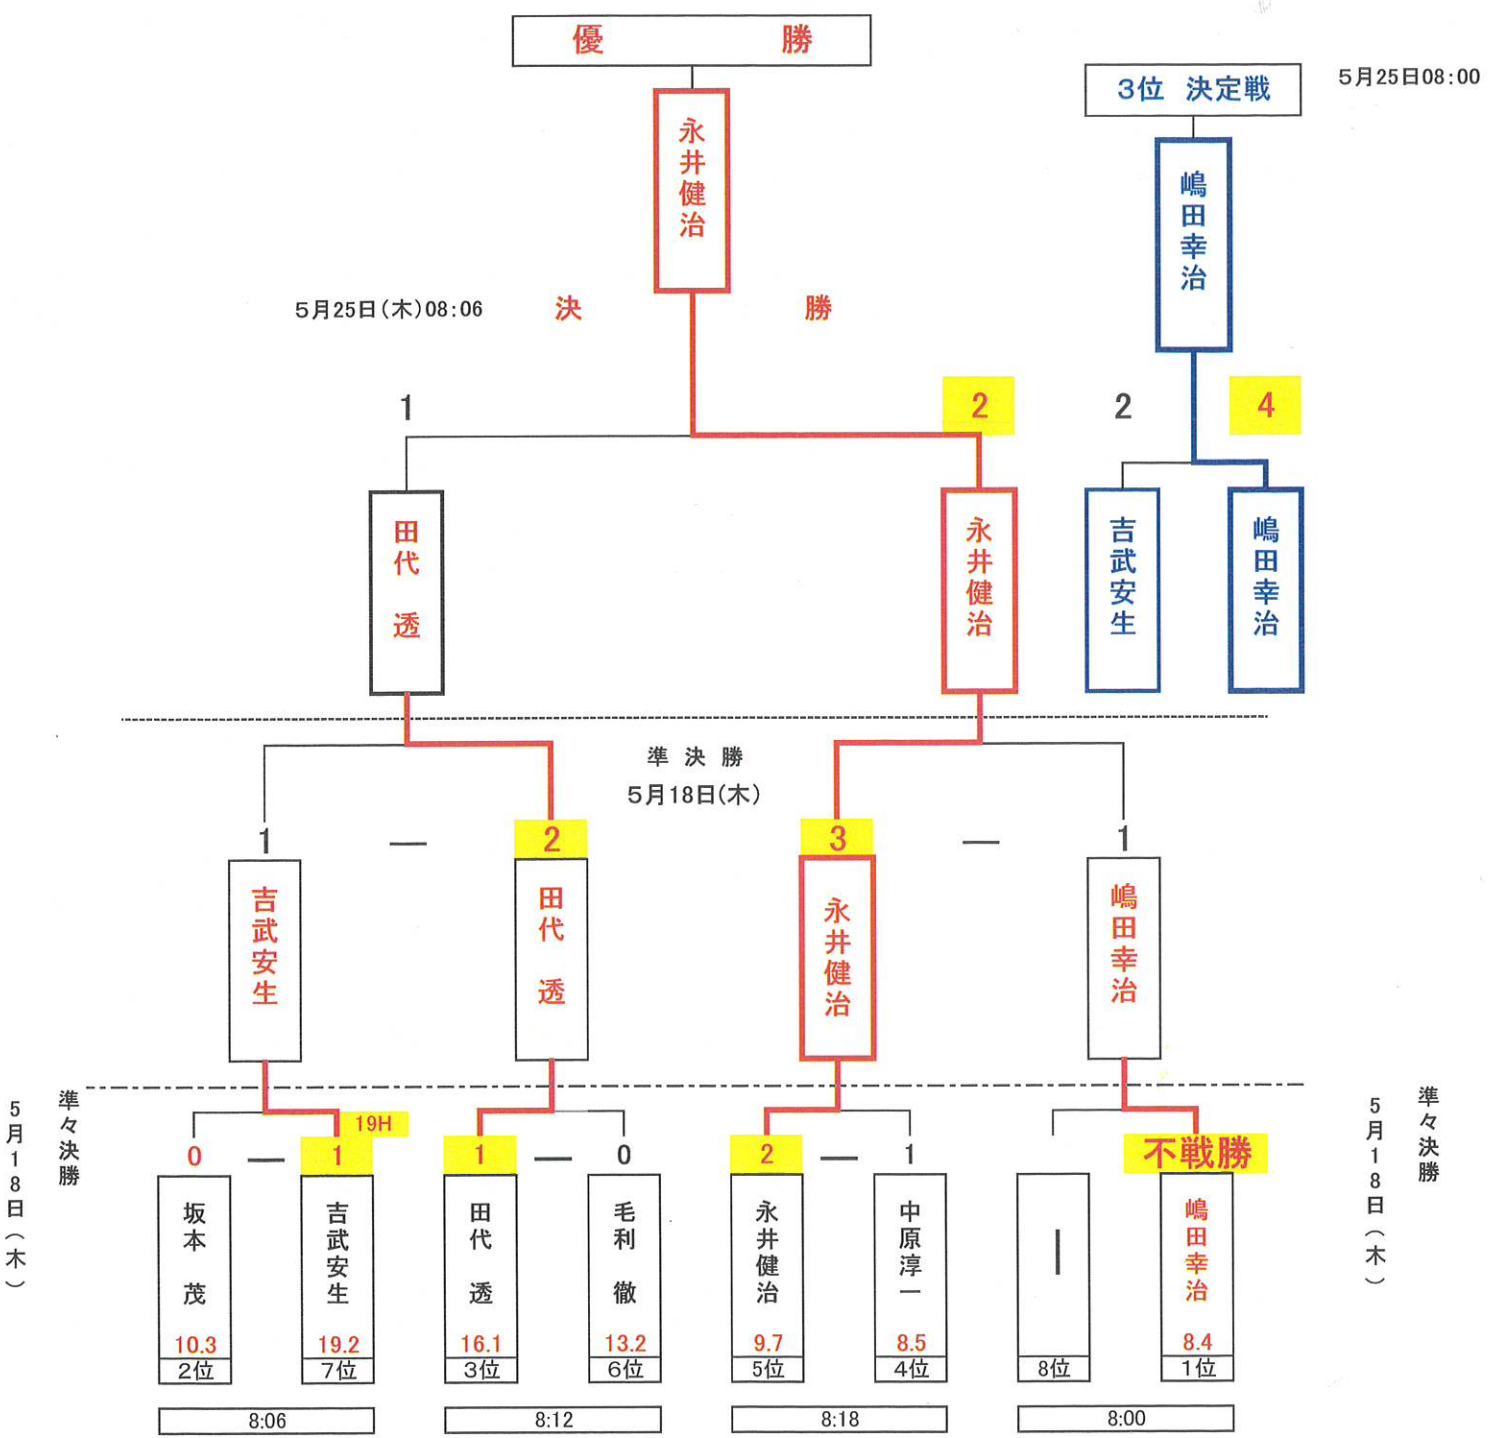 優　勝
永井健治
3位 決定戦
5月25日08:00
嶋田幸治
5月25日(木)08:06
決　勝
1
2
2
4
田代 透
永井健治
吉武安生
嶋田幸治
準 決 勝
5月18日(木)
1
—
2
3
—
1
吉武安生
田代 透
永井健治
嶋田幸治
5月18日(木)
準々決勝
準々決勝
5月18日(木)
19H
0
—
1
1
—
0
2
—
1
不戦勝
坂本 茂
10.3
2位
吉武安生
19.2
7位
田代 透
16.1
3位
毛利 徹
13.2
6位
永井健治
9.7
5位
中原淳一
8.5
4位
—
8位
嶋田幸治
8.4
1位
8:06
8:12
8:18
8:00